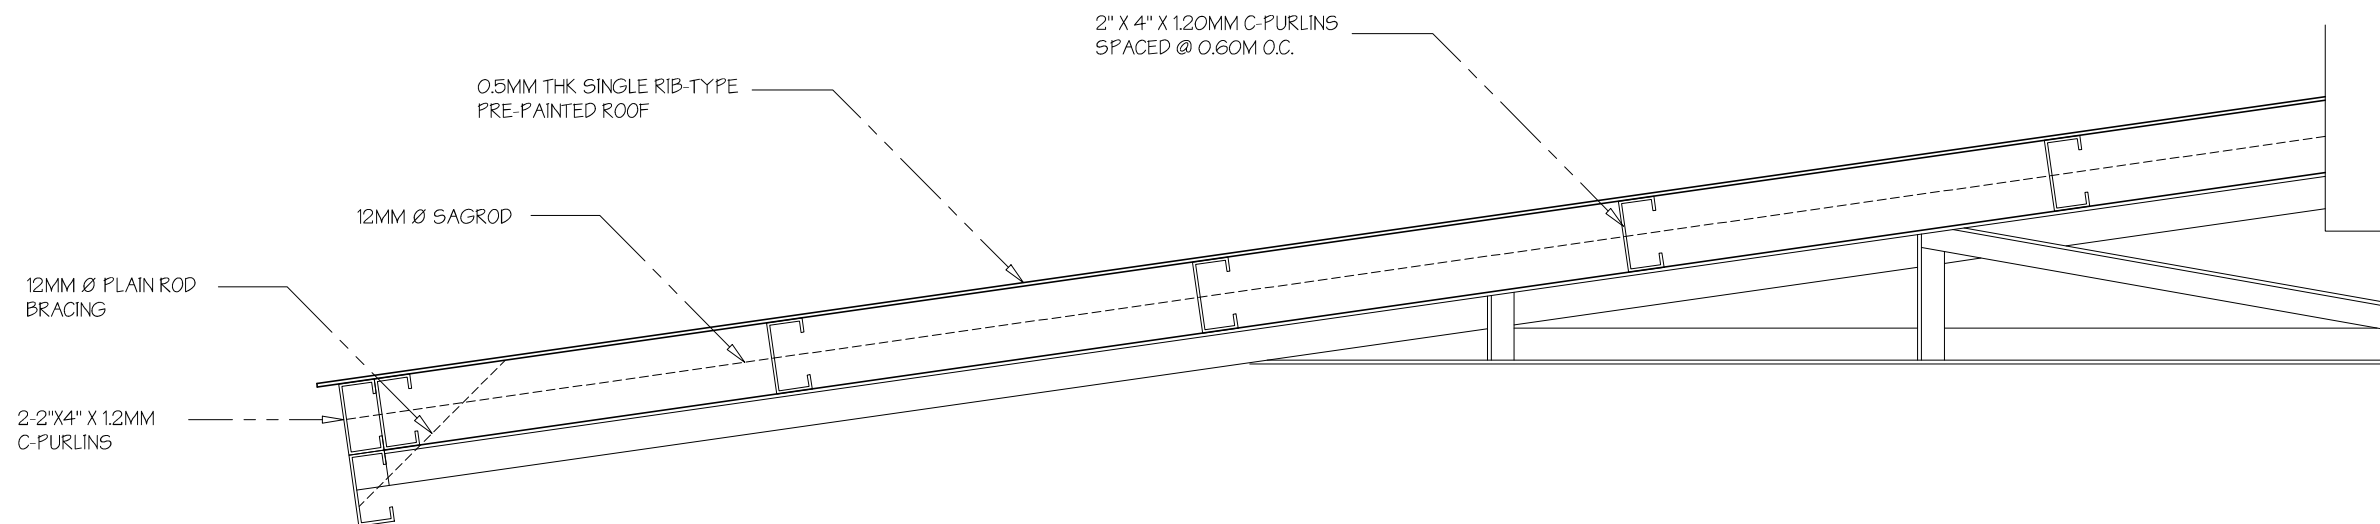 2" X 4" X 1.20MM C-PURLINS
SPACED @ 0.60M O.C.
0.5MM THK SINGLE RIB-TYPE
PRE-PAINTED ROOF
12MM Ø SAGROD
12MM Ø PLAIN ROD
BRACING
2-2"X4" X 1.2MM
C-PURLINS